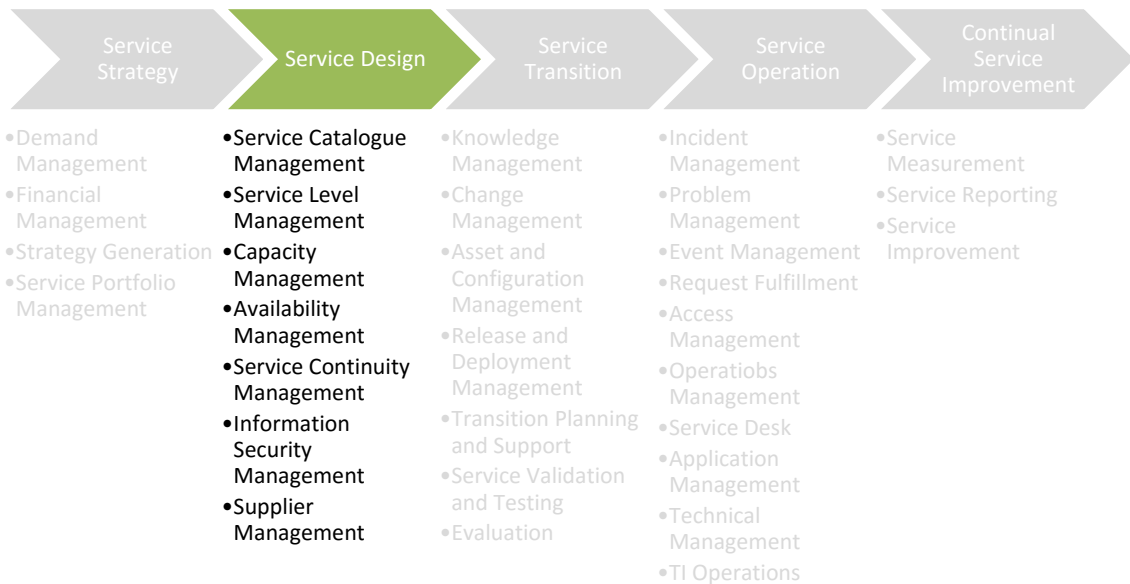 Service
Strategy
Service Design
Service
Transition
Service
Operation
Continual
Service
Improvement
•Demand
Management
•Financial
Management
•Strategy Generation
•Service Portfolio
Management
•Service Catalogue
Management
•Service Level
Management
•Capacity
Management
•Availability
Management
•Service Continuity
Management
•Information
Security
Management
•Supplier
Management
•Knowledge
Management
•Change
Management
•Asset and
Configuration
Management
•Release and
Deployment
Management
•Transition Planning
and Support
•Service Validation
and Testing
•Evaluation
•Incident
Management
•Problem
Management
•Event Management
•Request Fulfillment
•Access
Management
•Operatiobs
Management
•Service Desk
•Application
Management
•Technical
Management
•TI Operations
•Service
Measurement
•Service Reporting
•Service
Improvement